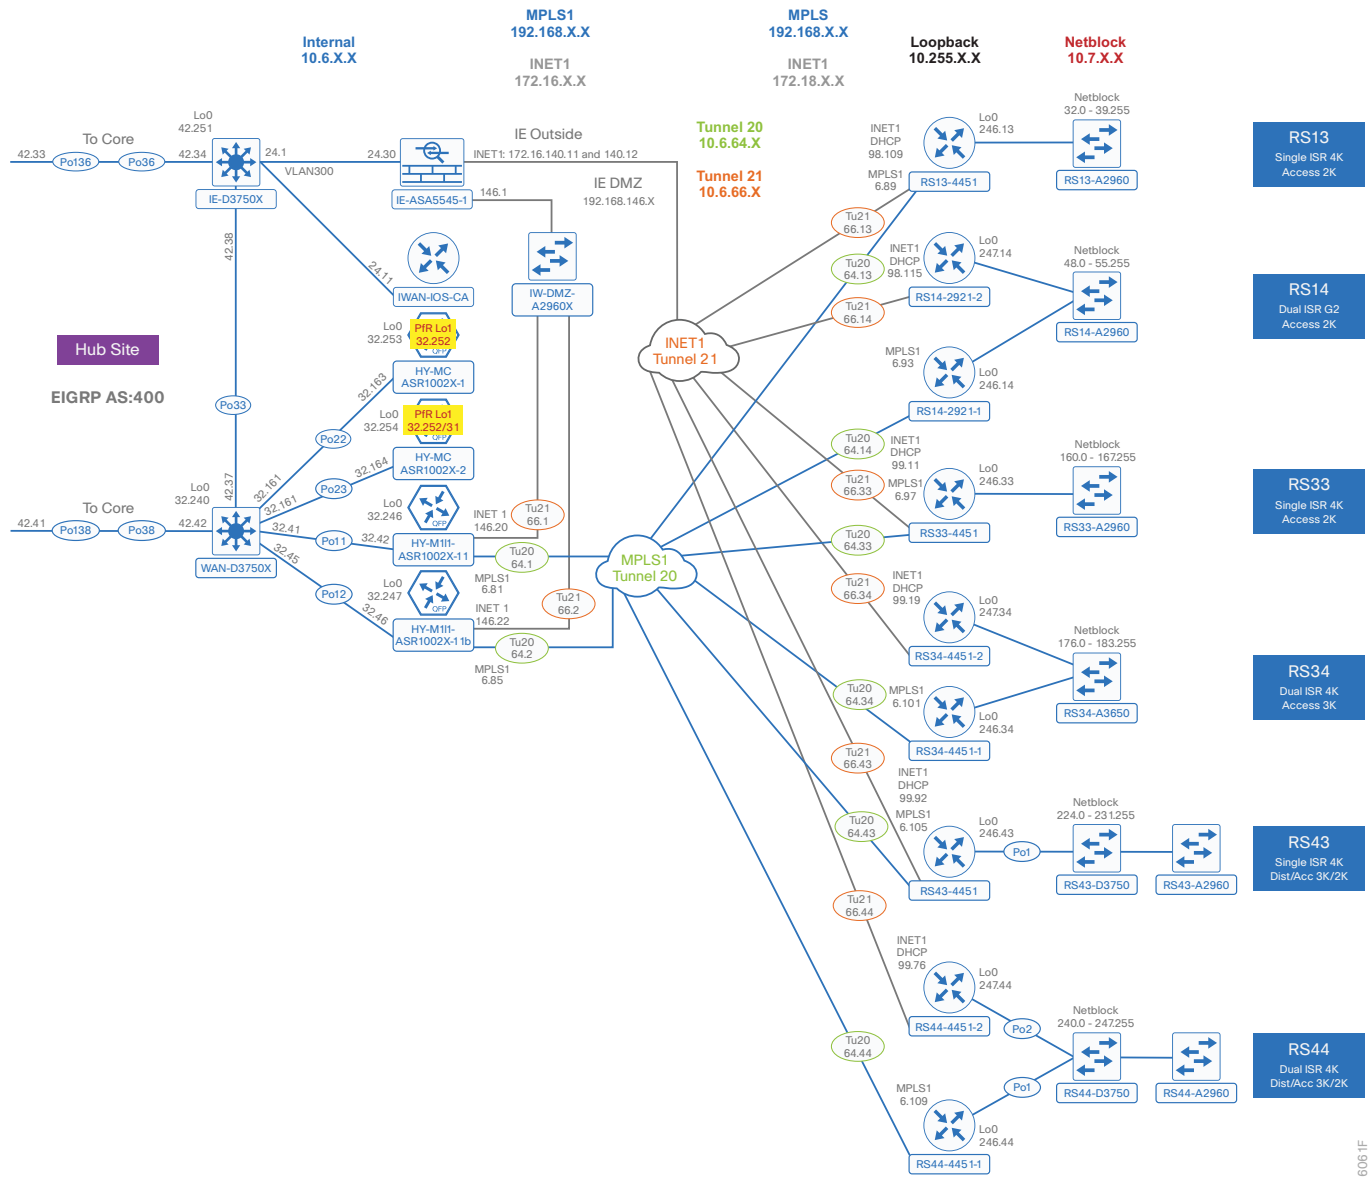 Internal
10.6.X.X
MPLS1
192.168.X.X
INET1
172.16.X.X
MPLS
192.168.X.X
INET1
172.18.X.X
Loopback
10.255.X.X
Netblock
10.7.X.X
Tunnel 20
10.6.64.X
Tunnel 21
10.6.66.X
Hub Site
EIGRP AS:400
To Core
42.33
Po136
Po36
42.34
Lo0
42.251
IE-D3750X
24.1
VLAN300
24.30
IE-ASA5545-1
IE Outside
INET1: 172.16.140.11 and 140.12
146.1
IE DMZ
192.168.146.X
IW-DMZ-
A2960X
42.38
24.11
IWAN-IOS-CA
Lo0
32.253
PfR Lo1
32.252
QFP
HY-MC
ASR1002X-1
Po33
32.163
Po22
Lo0
32.254
PfR Lo1
32.252/31
QFP
HY-MC
ASR1002X-2
32.164
Po23
32.161
32.161
42.37
Lo0
32.240
To Core
42.41
Po138
Po38
42.42
WAN-D3750X
32.41
Po11
32.42
Lo0
32.246
QFP
HY-M1I1-
ASR1002X-11
INET 1
146.20
Tu21
66.1
Tu20
64.1
MPLS1
6.81
32.45
Po12
32.46
Lo0
32.247
QFP
HY-M1I1-
ASR1002X-11b
INET 1
146.22
Tu21
66.2
Tu20
64.2
MPLS1
6.85
INET1
Tunnel 21
MPLS1
Tunnel 20
Tu21
66.13
Tu20
64.13
Tu21
66.14
Tu20
64.14
Tu21
66.33
Tu20
64.33
Tu21
66.34
Tu20
64.34
Tu21
66.43
Tu20
64.43
Tu21
66.44
Tu20
64.44
INET1
DHCP
98.109
MPLS1
6.89
Lo0
246.13
RS13-4451
Netblock
32.0 - 39.255
RS13-A2960
RS13
Single ISR 4K
Access 2K
INET1
DHCP
98.115
Lo0
247.14
RS14-2921-2
MPLS1
6.93
Lo0
246.14
RS14-2921-1
Netblock
48.0 - 55.255
RS14-A2960
RS14
Dual ISR G2
Access 2K
INET1
DHCP
99.11
MPLS1
6.97
Lo0
246.33
RS33-4451
Netblock
160.0 - 167.255
RS33-A2960
RS33
Single ISR 4K
Access 2K
INET1
DHCP
99.19
Lo0
247.34
RS34-4451-2
MPLS1
6.101
Lo0
246.34
RS34-4451-1
Netblock
176.0 - 183.255
RS34-A3650
RS34
Dual ISR 4K
Access 3K
INET1
DHCP
99.92
MPLS1
6.105
Lo0
246.43
RS43-4451
Po1
Netblock
224.0 - 231.255
RS43-D3750
RS43-A2960
RS43
Single ISR 4K
Dist/Acc 3K/2K
INET1
DHCP
99.76
Lo0
247.44
RS44-4451-2
Po2
MPLS1
6.109
Lo0
246.44
RS44-4451-1
Po1
Netblock
240.0 - 247.255
RS44-D3750
RS44-A2960
RS44
Dual ISR 4K
Dist/Acc 3K/2K
6061F